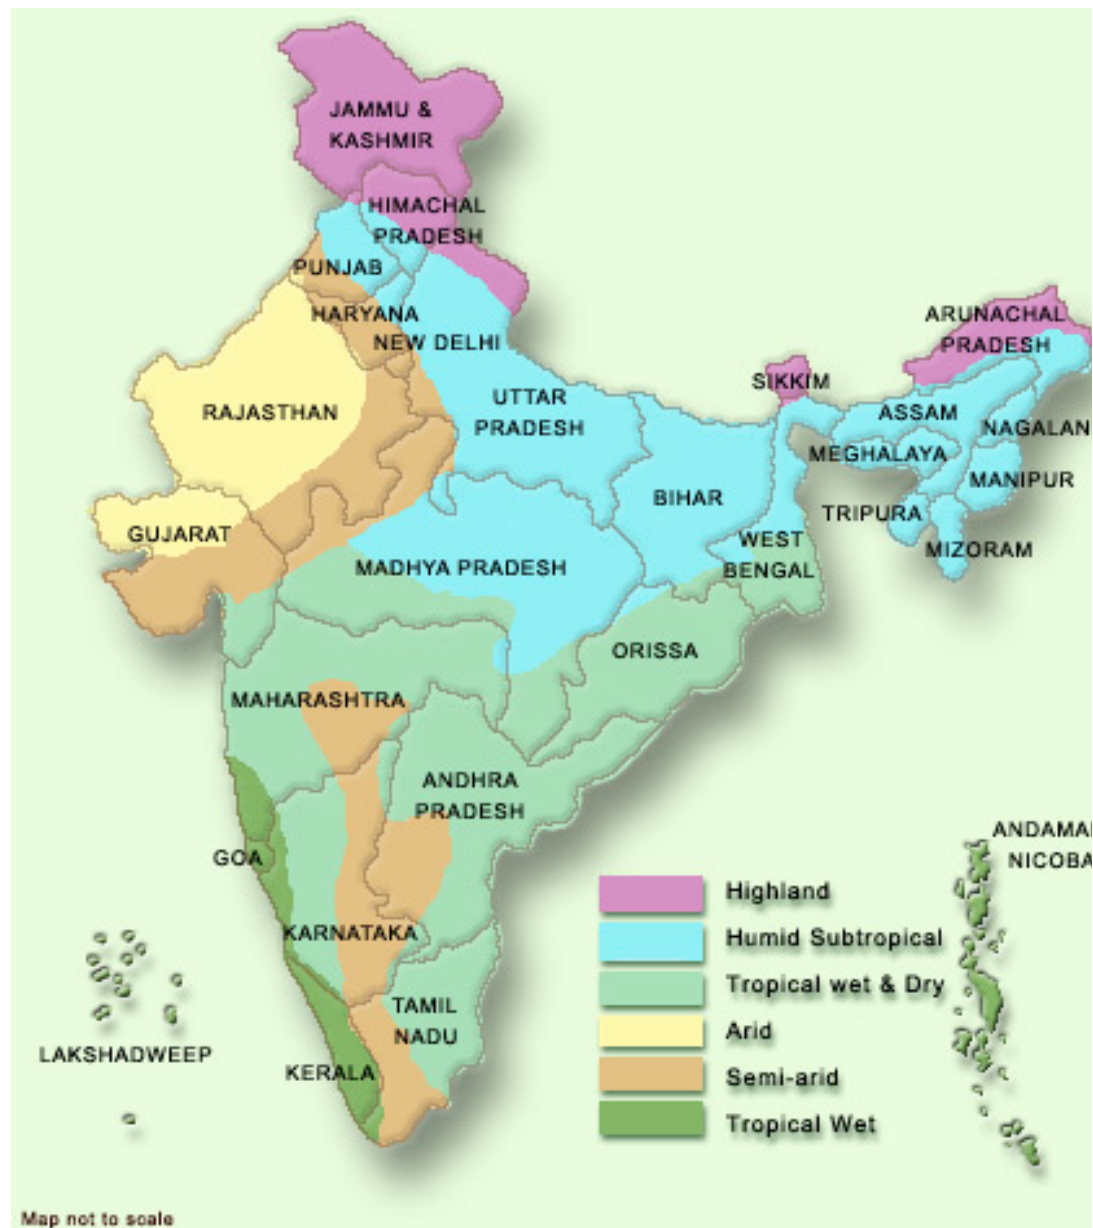 JAMMU &
KASHMIR
HIMACHAL
PRADESH
PUNJAB
HARYANA
NEW DELHI
ARUNACHAL
PRADESH
SIKKIM
UTTAR
PRADESH
RAJASTHAN
ASSAM
NAGALAN
MEGHALAYA
MANIPUR
BIHAR
TRIPURA
GUJARAT
WEST
BENGAL
MIZORAM
MADHYA PRADESH
ORISSA
MAHARASHTRA
ANDHRA
PRADESH
GOA
ANDAMA
NICOBA
KARNATAKA
TAMIL
NADU
LAKSHADWEEP
KERALA
Highland
Humid Subtropical
Tropical wet & Dry
Arid
Semi-arid
Tropical Wet
Map not to scale